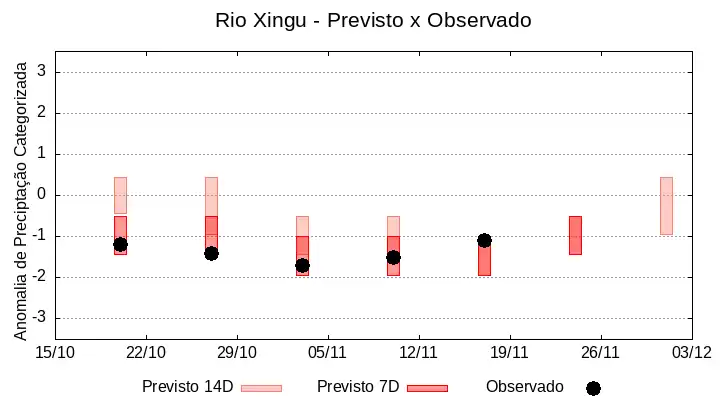 Rio Xingu - Previsto x Observado
Anomalia de Preciptação Categorizada
3
2
1
0
-1
-2
-3
15/10 22/10 29/10 05/11 12/11 19/11 26/11 03/12
Previsto 14D Previsto 7D Observado